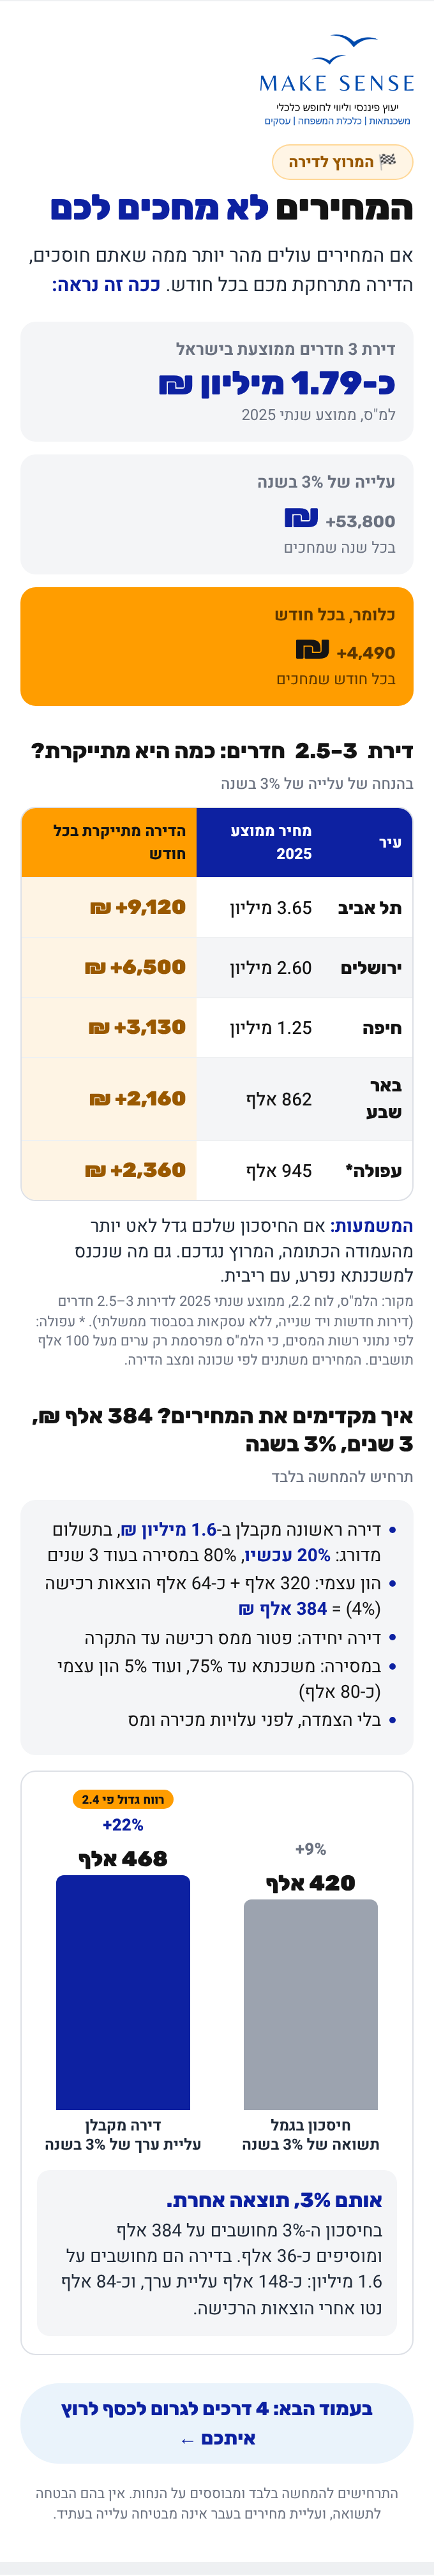 MAKE SENSE
יעוץ פיננסי וליווי לחופש כלכלי
משכנתאות | כלכלת המשפחה | עסקים
🏁 המרוץ לדירה
המחירים לא מחכים לכם
אם המחירים עולים מהר יותר ממה שאתם חוסכים,
הדירה מתרחקת מכם בכל חודש. ככה זה נראה:
דירת 3 חדרים ממוצעת בישראל
כ-1.79 מיליון ₪
למ"ס, ממוצע שנתי 2025
עלייה של 3% בשנה
+53,800 ₪
בכל שנה שמחכים
כלומר, בכל חודש
+4,490 ₪
בכל חודש שמחכים
דירת 2.5–3 חדרים: כמה היא מתייקרת?
בהנחה של עלייה של 3% בשנה
עיר
מחיר ממוצע
2025
הדירה מתייקרת בכל
חודש
תל אביב 3.65 מיליון +9,120 ₪
ירושלים 2.60 מיליון +6,500 ₪
חיפה 1.25 מיליון +3,130 ₪
באר
שבע
862 אלף +2,160 ₪
עפולה* 945 אלף +2,360 ₪
המשמעות: אם החיסכון שלכם גדל לאט יותר
מהעמודה הכתומה, המרוץ נגדכם. גם מה שנכנס
למשכנתא נפרע, עם ריבית.
מקור: הלמ"ס, לוח 2.2, ממוצע שנתי 2025 לדירות 2.5–3 חדרים
(דירות חדשות ויד שנייה, ללא עסקאות בסבסוד ממשלתי). * עפולה:
לפי נתוני רשות המסים, כי הלמ"ס מפרסמת רק ערים מעל 100 אלף
תושבים. המחירים משתנים לפי שכונה ומצב הדירה.
איך מקדימים את המחירים? 384 אלף ₪,
3 שנים, 3% בשנה
תרחיש להמחשה בלבד
• דירה ראשונה מקבלן ב-1.6 מיליון ₪, בתשלום
מדורג: 20% עכשיו, 80% במסירה בעוד 3 שנים
• הון עצמי: 320 אלף + כ-64 אלף הוצאות רכישה
(4%) = 384 אלף ₪
• דירה יחידה: פטור ממס רכישה עד התקרה
• במסירה: משכנתא עד 75%, ועוד 5% הון עצמי
(כ-80 אלף)
• בלי הצמדה, לפני עלויות מכירה ומס
רווח גדול פי 2.4
+22%
468 אלף
+9%
420 אלף
חיסכון בגמל
תשואה של 3% בשנה
דירה מקבלן
עליית ערך של 3% בשנה
אותם 3%, תוצאה אחרת.
בחיסכון ה-3% מחושבים על 384 אלף
ומוסיפים כ-36 אלף. בדירה הם מחושבים על
1.6 מיליון: כ-148 אלף עליית ערך, וכ-84 אלף
נטו אחרי הוצאות הרכישה.
בעמוד הבא: 4 דרכים לגרום לכסף לרוץ
איתכם ←
התרחישים להמחשה בלבד ומבוססים על הנחות. אין בהם הבטחה
לתשואה, ועליית מחירים בעבר אינה מבטיחה עלייה בעתיד.